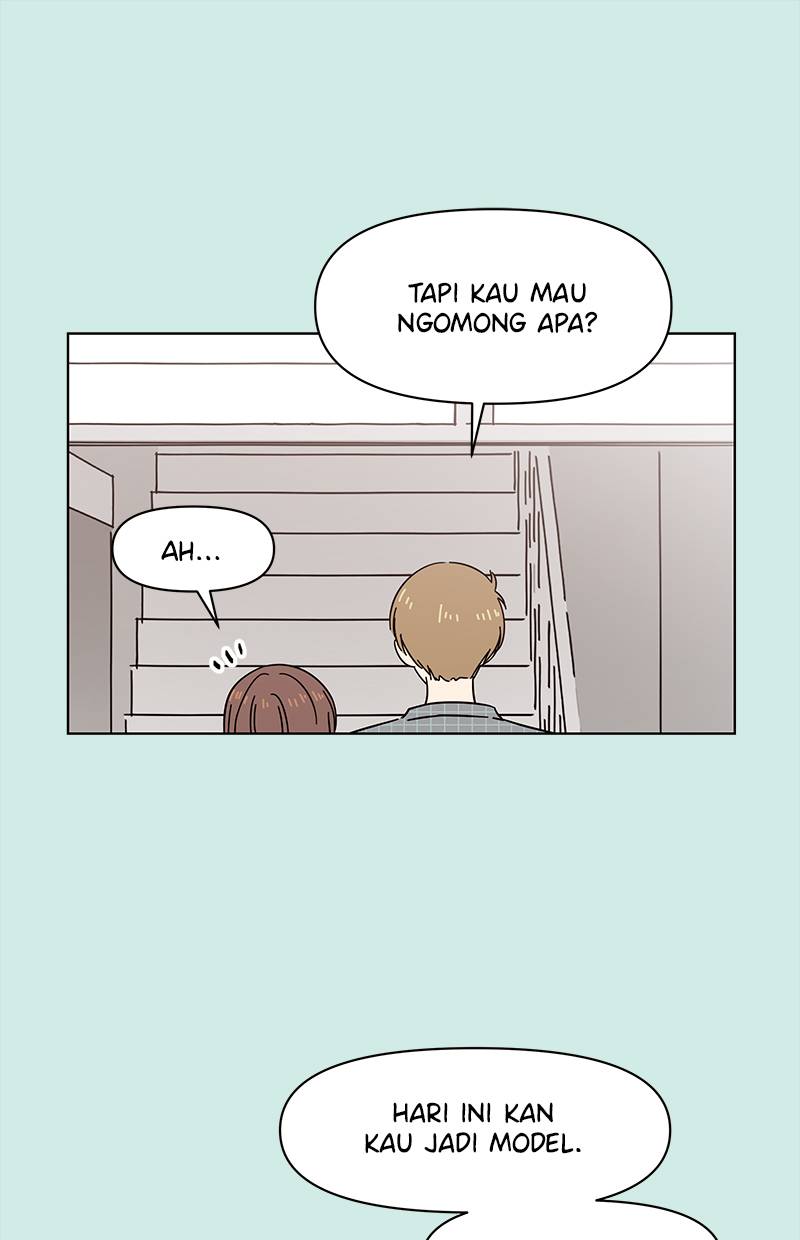 TAPI KAU MAU
NGOMONG APA?
AH...
HARI INI KAN
KAU JADI MODEL.